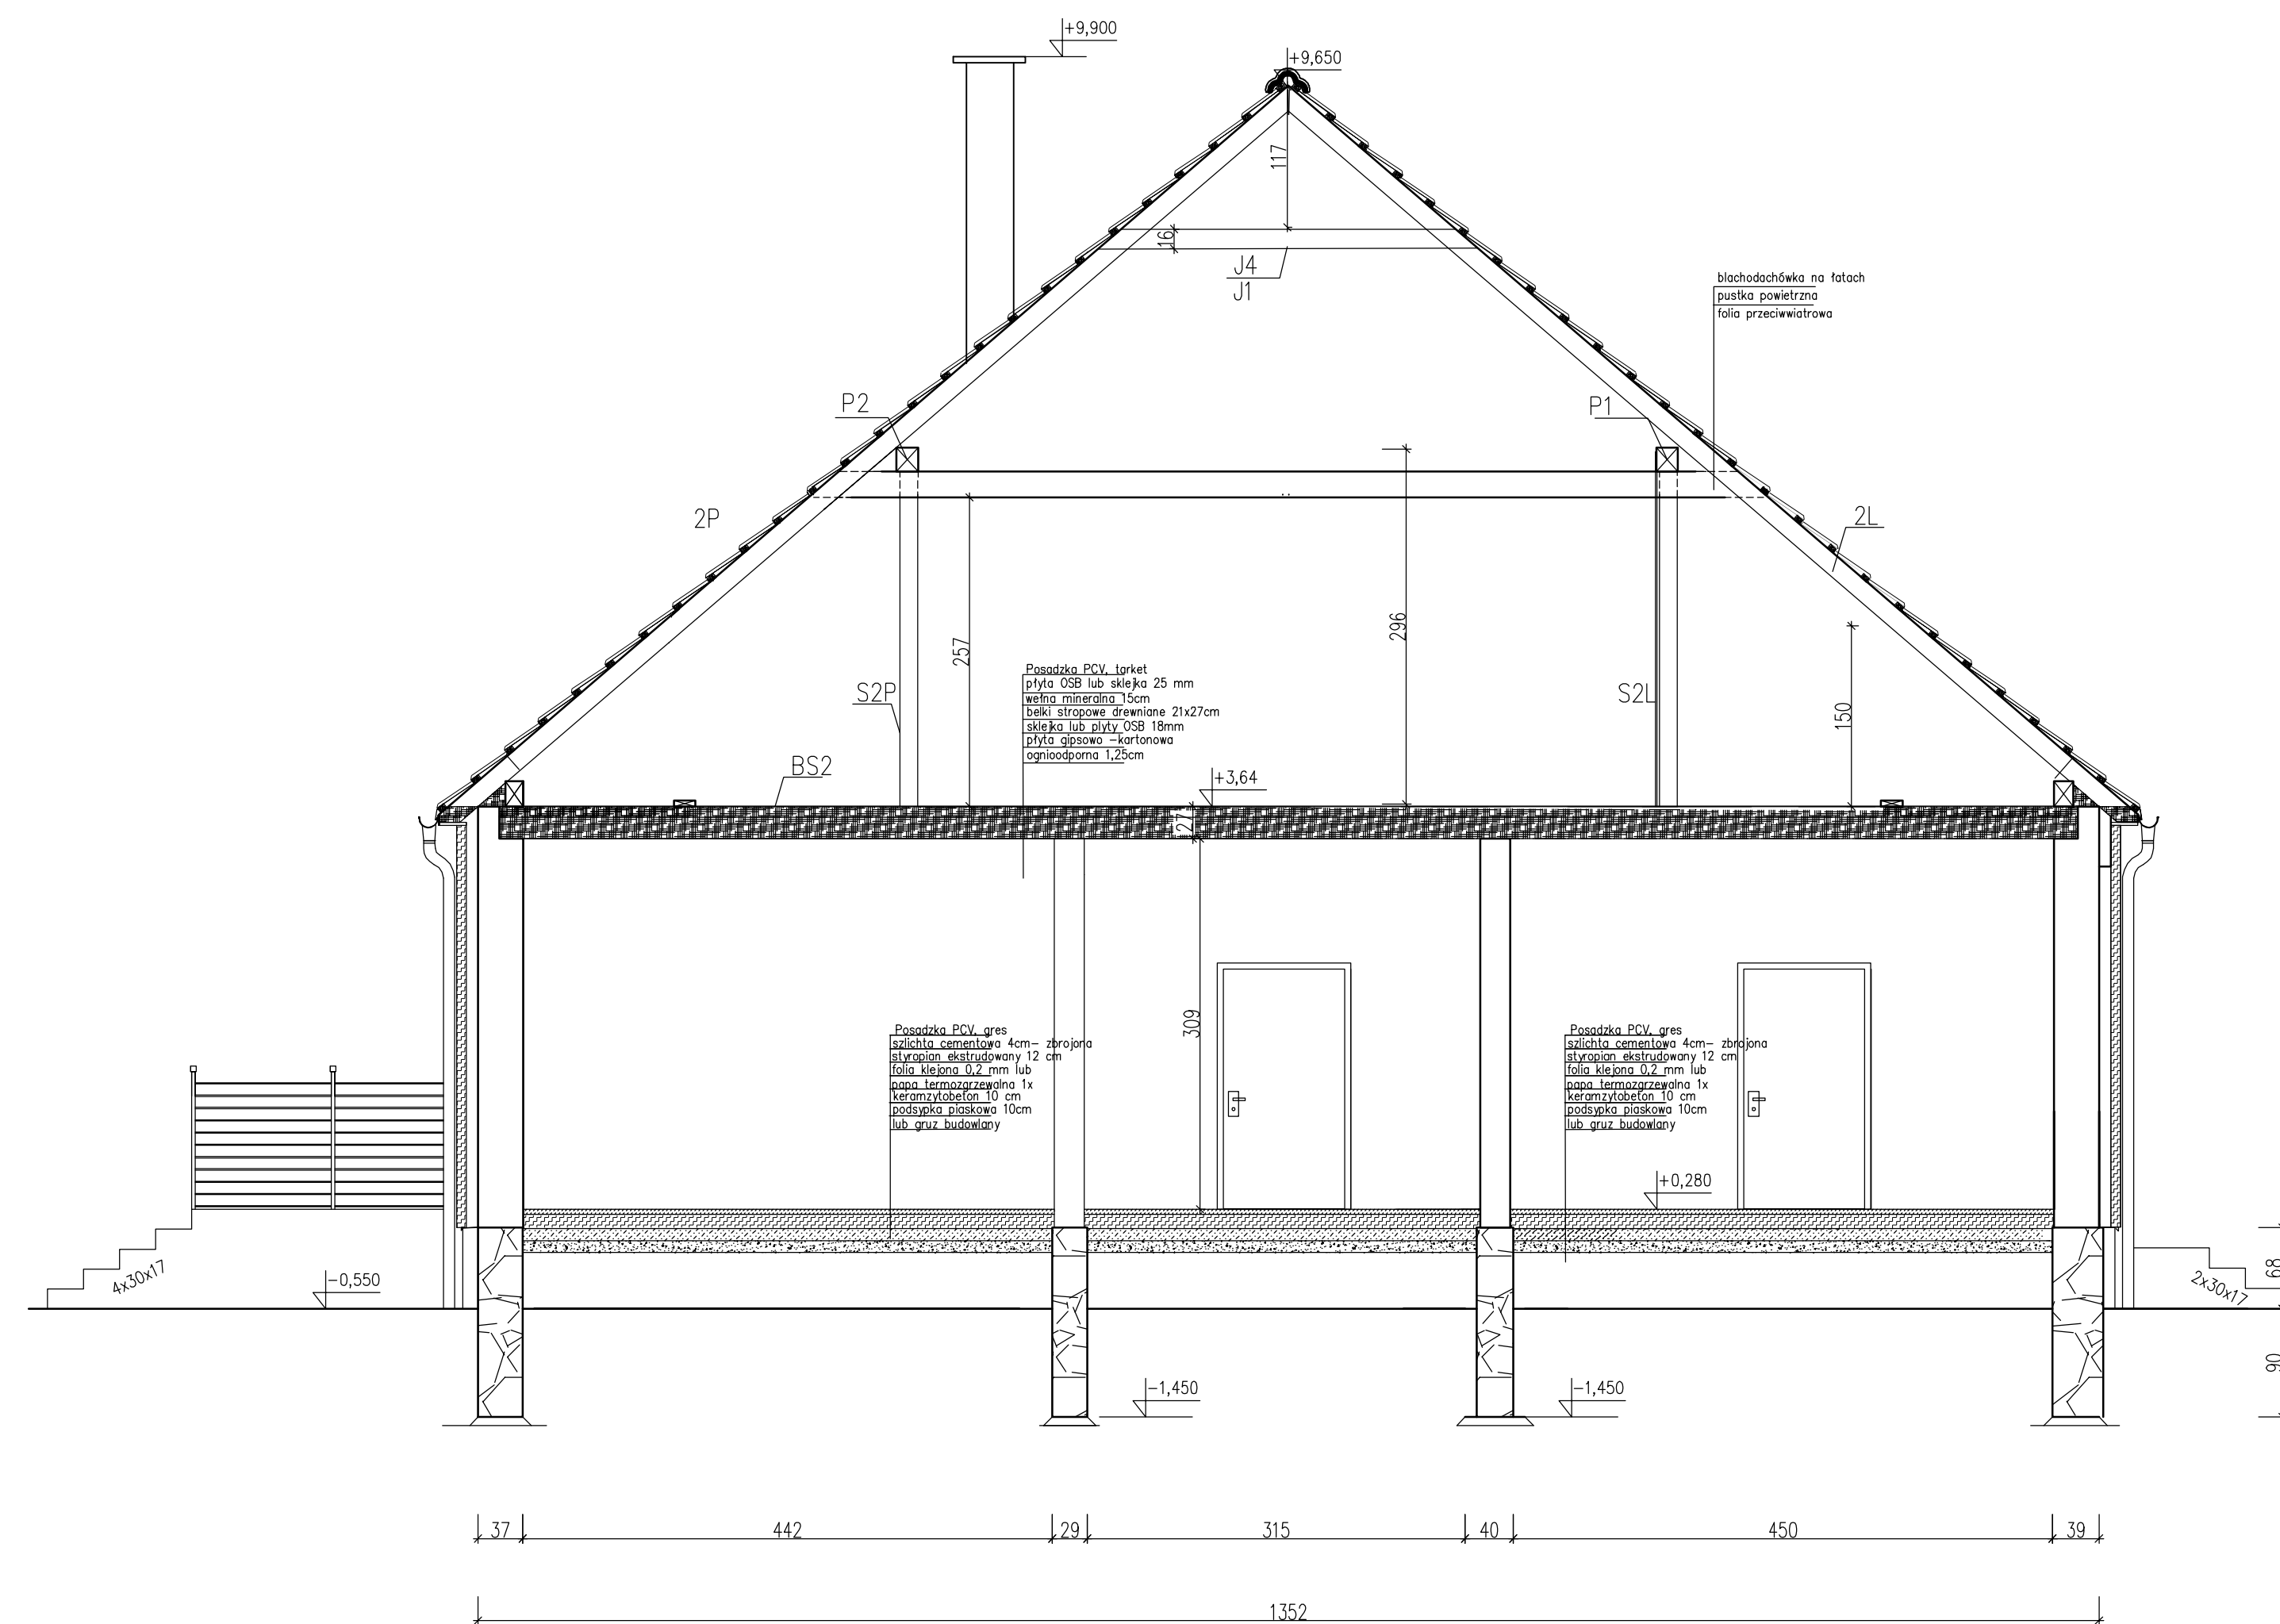 +9,900
+9,650
117
16
J4
J1
blachodachówka na łatach
pustka powietrzna
folia przeciwwiatrowa
P2
P1
2P
2L
257
296
150
S2P
S2L
Posadzka PCV, tarket
płyta OSB lub sklejka 25 mm
wełna mineralna 15cm
belki stropowe drewniane 21x27cm
sklejka lub plyty OSB 18mm
płyta gipsowo -kartonowa
ognioodporna 1,25cm
BS2
+3,64
27
309
Posadzka PCV, gres
szlichta cementowa 4cm- zbrojona
styropian ekstrudowany 12 cm
folia klejona 0,2 mm lub
papa termozgrzewalna 1x
keramzytobeton 10 cm
podsypka piaskowa 10cm
lub gruz budowlany
Posadzka PCV, gres
szlichta cementowa 4cm- zbrojona
styropian ekstrudowany 12 cm
folia klejona 0,2 mm lub
papa termozgrzewalna 1x
keramzytobeton 10 cm
podsypka piaskowa 10cm
lub gruz budowlany
+0,280
4x30x17
-0,550
2x30x17
68
90
-1,450
-1,450
37
442
29
315
40
450
39
1352